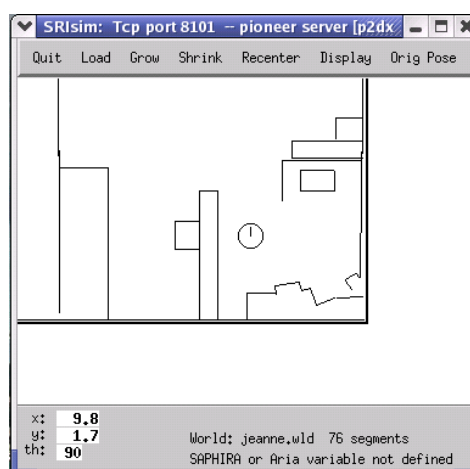 SRIsim: Tcp port 8101 -- pioneer server [p2dx
Quit Load Grow Shrink Recenter Display Orig Pose
x: 9.8
y: 1.7
th: 90
World: jeanne.wld 76 segments
SAPHIRA or Aria variable not defined